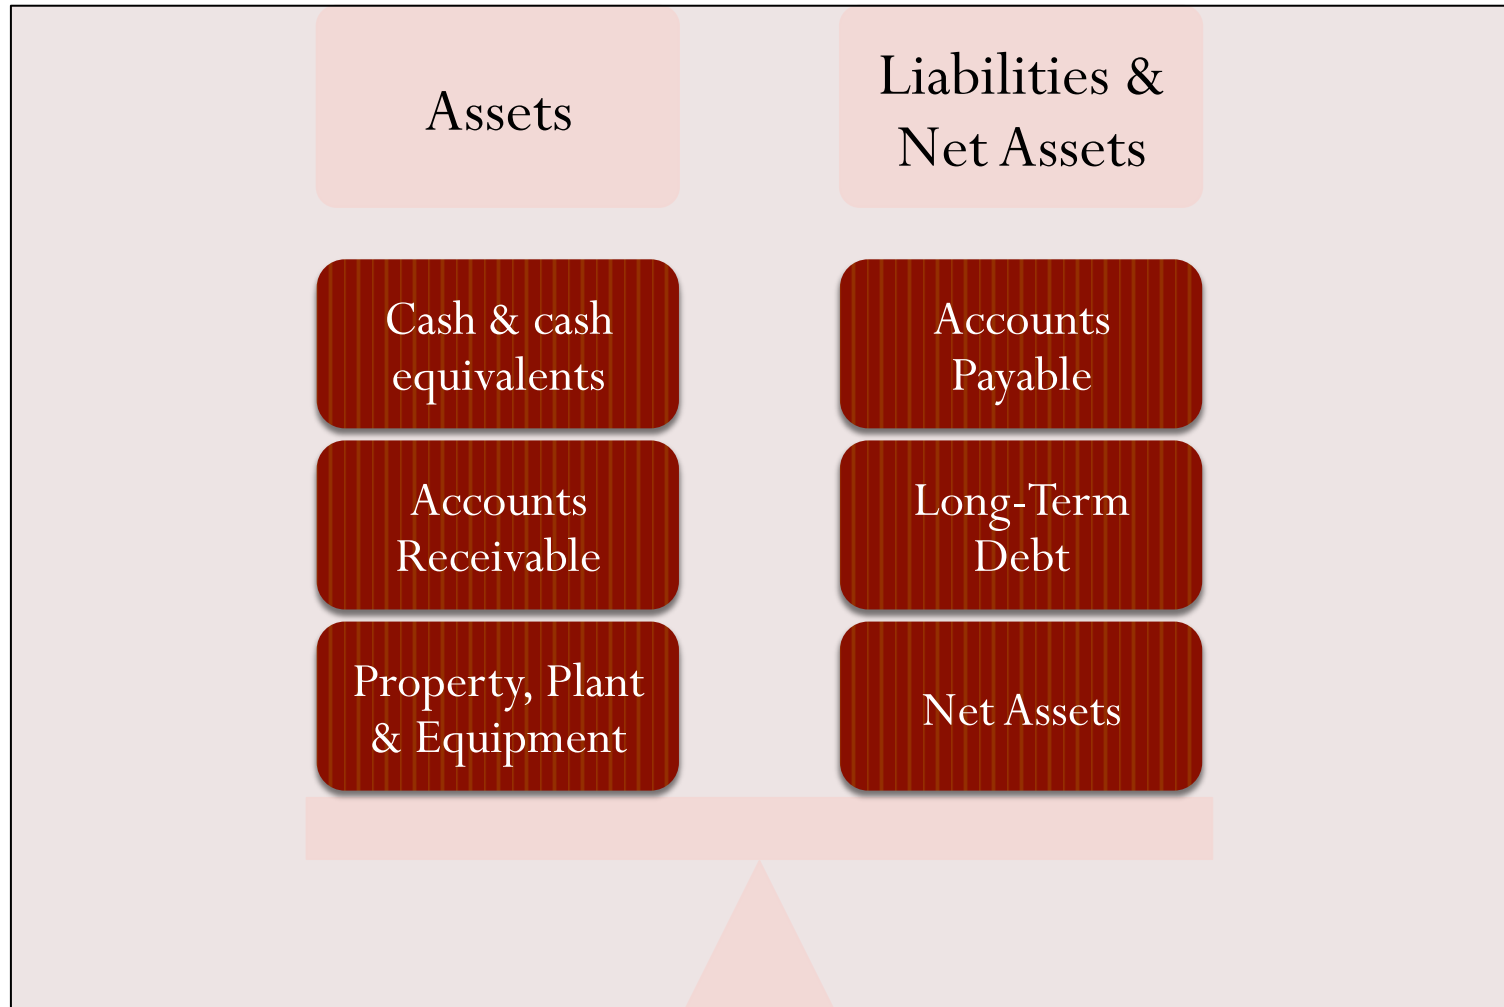 Assets
Liabilities &
Net Assets
Cash & cash
equivalents
Accounts
Receivable
Property, Plant
& Equipment
Accounts
Payable
Long-Term
Debt
Net Assets